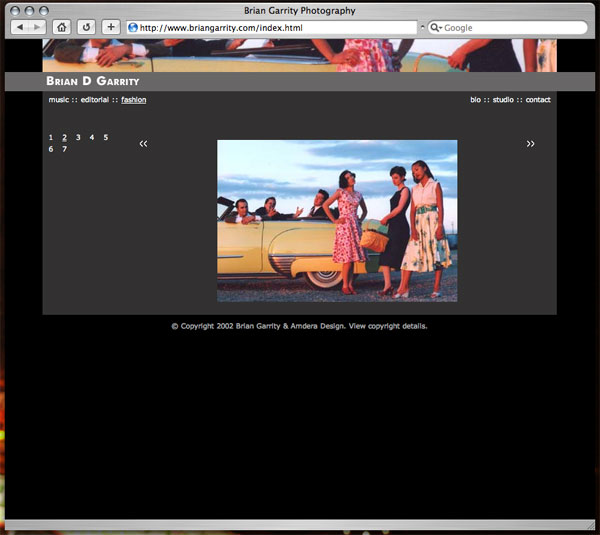 Brian Garrity Photography
http://www.briangarrity.com/index.html
Google
BRIAN D GARRITY
music :: editorial :: fashion
bio :: studio :: contact
1 2 3 4 5
6 7
<< >>
© Copyright 2002 Brian Garrity & Amdera Design. View copyright details.